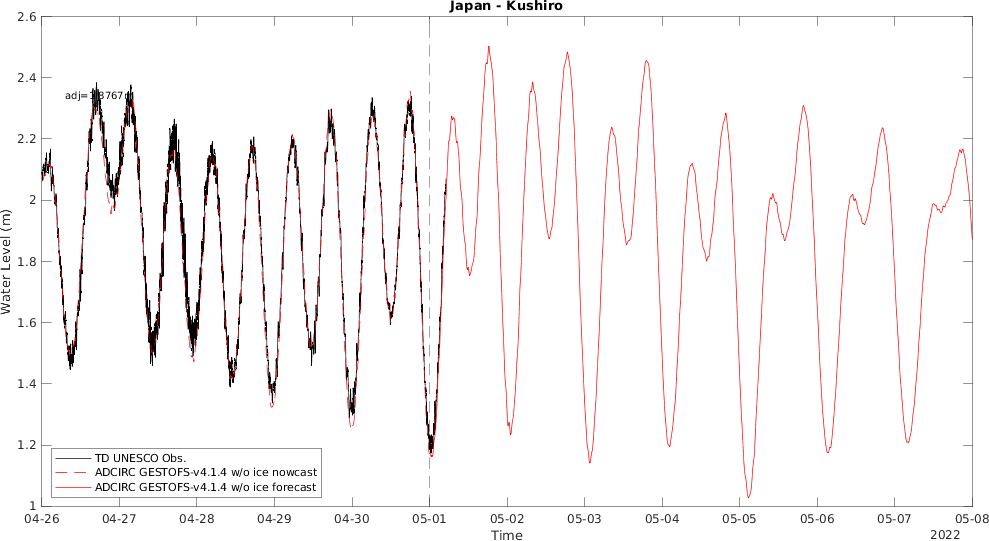 Japan - Kushiro
2.6
2.4
2.2
2
1.8
1.6
1.4
1.2
1
Water Level (m)
TD UNESCO Obs.
ADCIRC GESTOFS-v4.1.4 w/o ice nowcast
ADCIRC GESTOFS-v4.1.4 w/o ice forecast
04-26 04-27 04-28 04-29 04-30 05-01 05-02 05-03 05-04 05-05 05-06 05-07 05-08
Time
2022